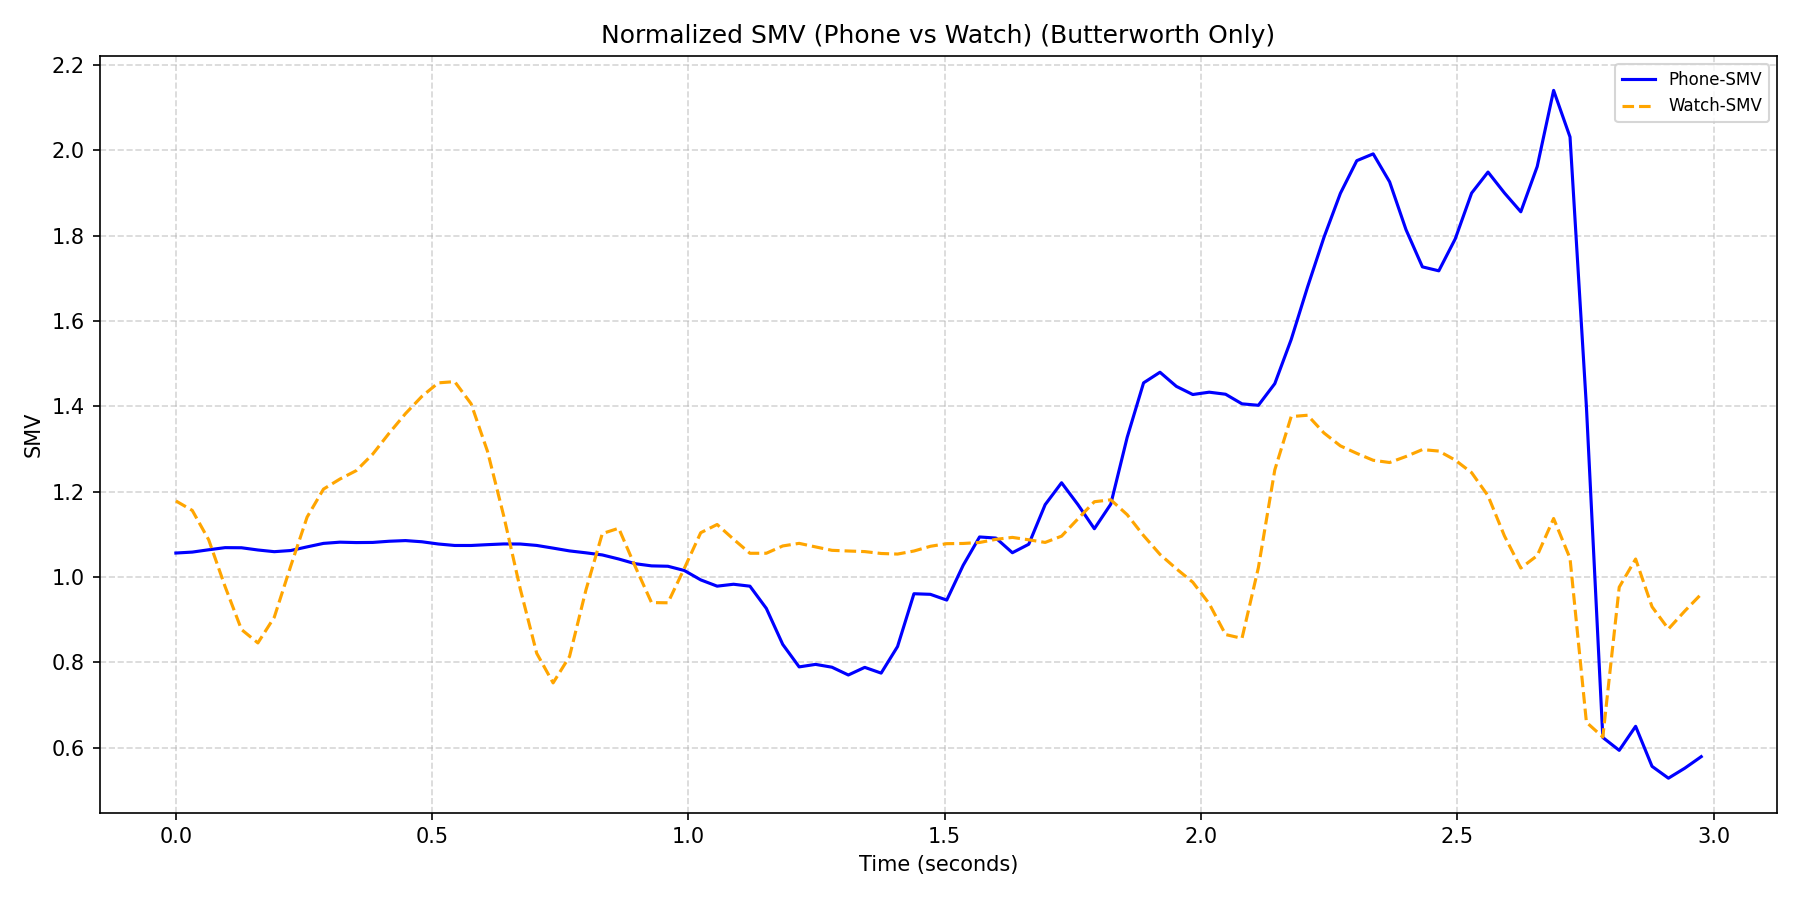 Normalized SMV (Phone vs Watch) (Butterworth Only)
Phone-SMV
Watch-SMV
SMV
2.2
2.0
1.8
1.6
1.4
1.2
1.0
0.8
0.6
0.0 0.5 1.0 1.5 2.0 2.5 3.0
Time (seconds)